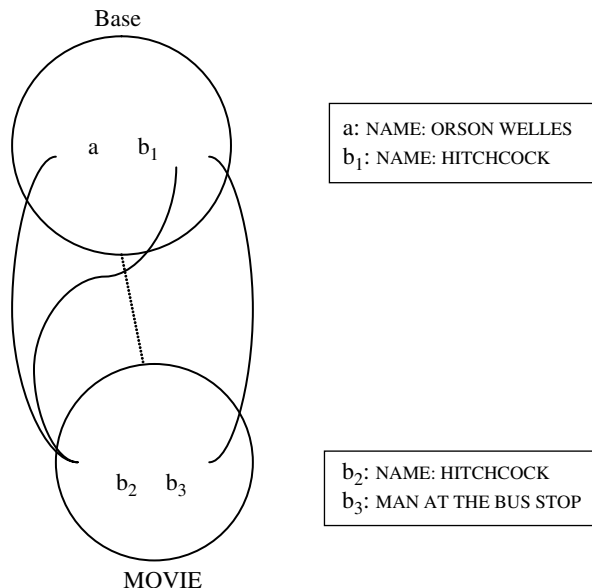 Base
a b₁
a: NAME: ORSON WELLES
b₁: NAME: HITCHCOCK
b₂ b₃
b₂: NAME: HITCHCOCK
b₃: MAN AT THE BUS STOP
MOVIE